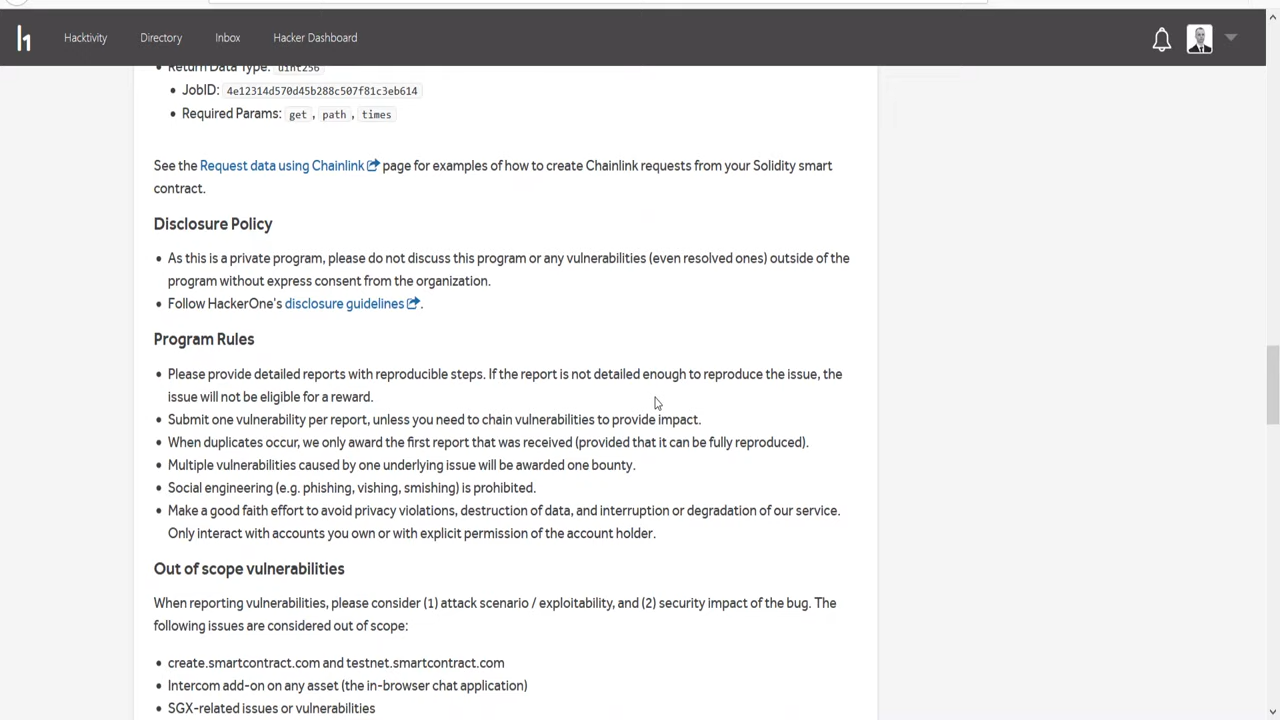 Hacktivity Directory Inbox Hacker Dashboard
Return Data Type: uint256
JobID: 4e12314d570d45b288c507f81c3eb614
Required Params: get, path, times
See the Request data using Chainlink page for examples of how to create Chainlink requests from your Solidity smart
contract.
Disclosure Policy
As this is a private program, please do not discuss this program or any vulnerabilities (even resolved ones) outside of the
program without express consent from the organization.
Follow HackerOne's disclosure guidelines.
Program Rules
Please provide detailed reports with reproducible steps. If the report is not detailed enough to reproduce the issue, the
issue will not be eligible for a reward.
Submit one vulnerability per report, unless you need to chain vulnerabilities to provide impact.
When duplicates occur, we only award the first report that was received (provided that it can be fully reproduced).
Multiple vulnerabilities caused by one underlying issue will be awarded one bounty.
Social engineering (e.g. phishing, vishing, smishing) is prohibited.
Make a good faith effort to avoid privacy violations, destruction of data, and interruption or degradation of our service.
Only interact with accounts you own or with explicit permission of the account holder.
Out of scope vulnerabilities
When reporting vulnerabilities, please consider (1) attack scenario / exploitability, and (2) security impact of the bug. The
following issues are considered out of scope:
create.smartcontract.com and testnet.smartcontract.com
Intercom add-on on any asset (the in-browser chat application)
SGX-related issues or vulnerabilities